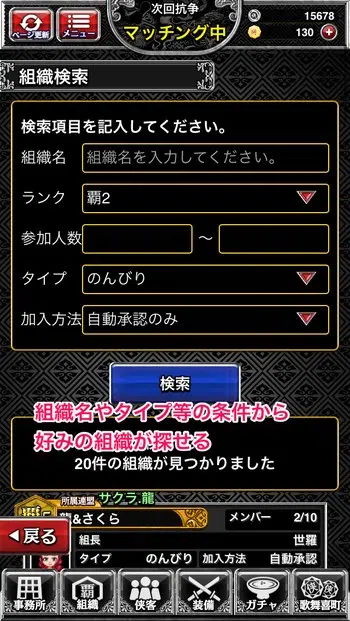 次回抗争
マッチング中
ページ更新
メニュー
15678
130
組織検索
検索項目を記入してください。
組織名 組織名を入力してください。
ランク 覇2
参加人数 ～
タイプ のんびり
加入方法 自動承認のみ
検索
組織名やタイプ等の条件から
好みの組織が探せる
20件の組織が見つかりました
所属連盟 サクラ.龍
龍&さくら メンバー 2/10
組長 世羅
タイプ のんびり 加入方法 自動承認
戻る
事務所 組織 侠客 装備 ガチャ 歌舞喜町